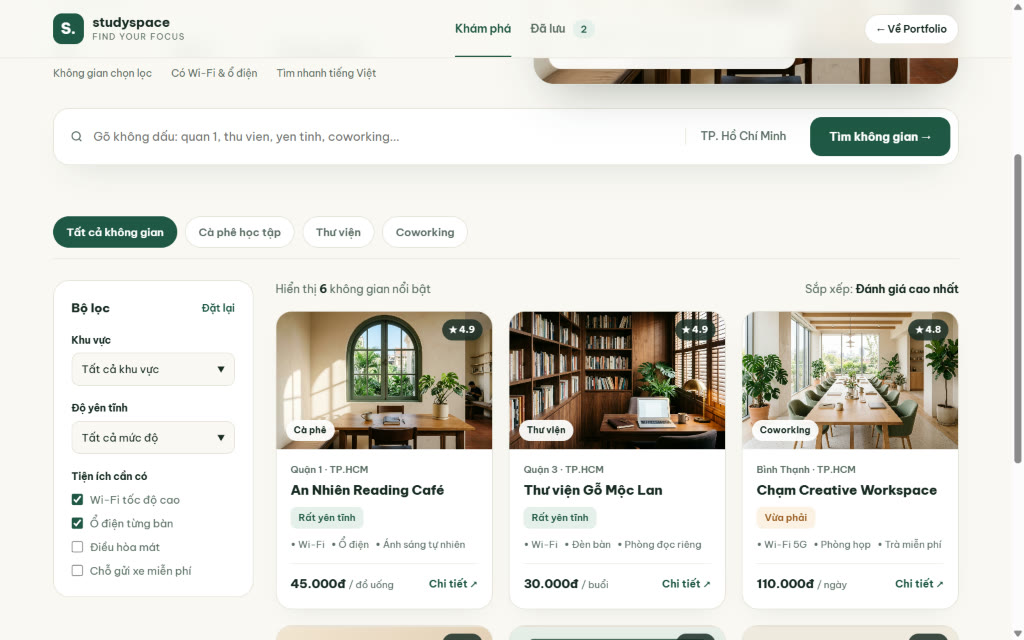 S. studyspace
FIND YOUR GROUP
Khám phá
Đã lưu 2
← Về Portfolio
Không gian chọn lọc
Có Wi-Fi & ổ điện
Tìm nhanh tiếng Việt
Gõ không dấu: quan 1, thu vien, yen tinh, coworking...
TP. Hồ Chí Minh
Tìm không gian →
Tất cả không gian
Cà phê học tập
Thư viện
Coworking
Bộ lọc
Đặt lại
Khu vực
Tất cả khu vực ▼
Độ yên tĩnh
Tất cả mức độ ▼
Tiện ích cần có
Wi-Fi tốc độ cao
Ổ điện từng bàn
Điều hòa mát
Chỗ gửi xe miễn phí
Hiển thị 6 không gian nổi bật
Sắp xếp: Đánh giá cao nhất
★ 4.9
Cà phê
Quận 1 · TP.HCM
An Nhiên Reading Café
Rất yên tĩnh
• Wi-Fi • Ổ điện • Ánh sáng tự nhiên
45.000đ / đồ uống
Chi tiết ↗
★ 4.9
Thư viện
Quận 3 · TP.HCM
Thư viện Gỗ Mộc Lan
Rất yên tĩnh
• Wi-Fi • Đèn bàn • Phòng đọc riêng
30.000đ / buổi
Chi tiết ↗
★ 4.8
Coworking
Bình Thạnh · TP.HCM
Chạm Creative Workspace
Vừa phải
• Wi-Fi 5G • Phòng họp • Trà miễn phí
110.000đ / ngày
Chi tiết ↗